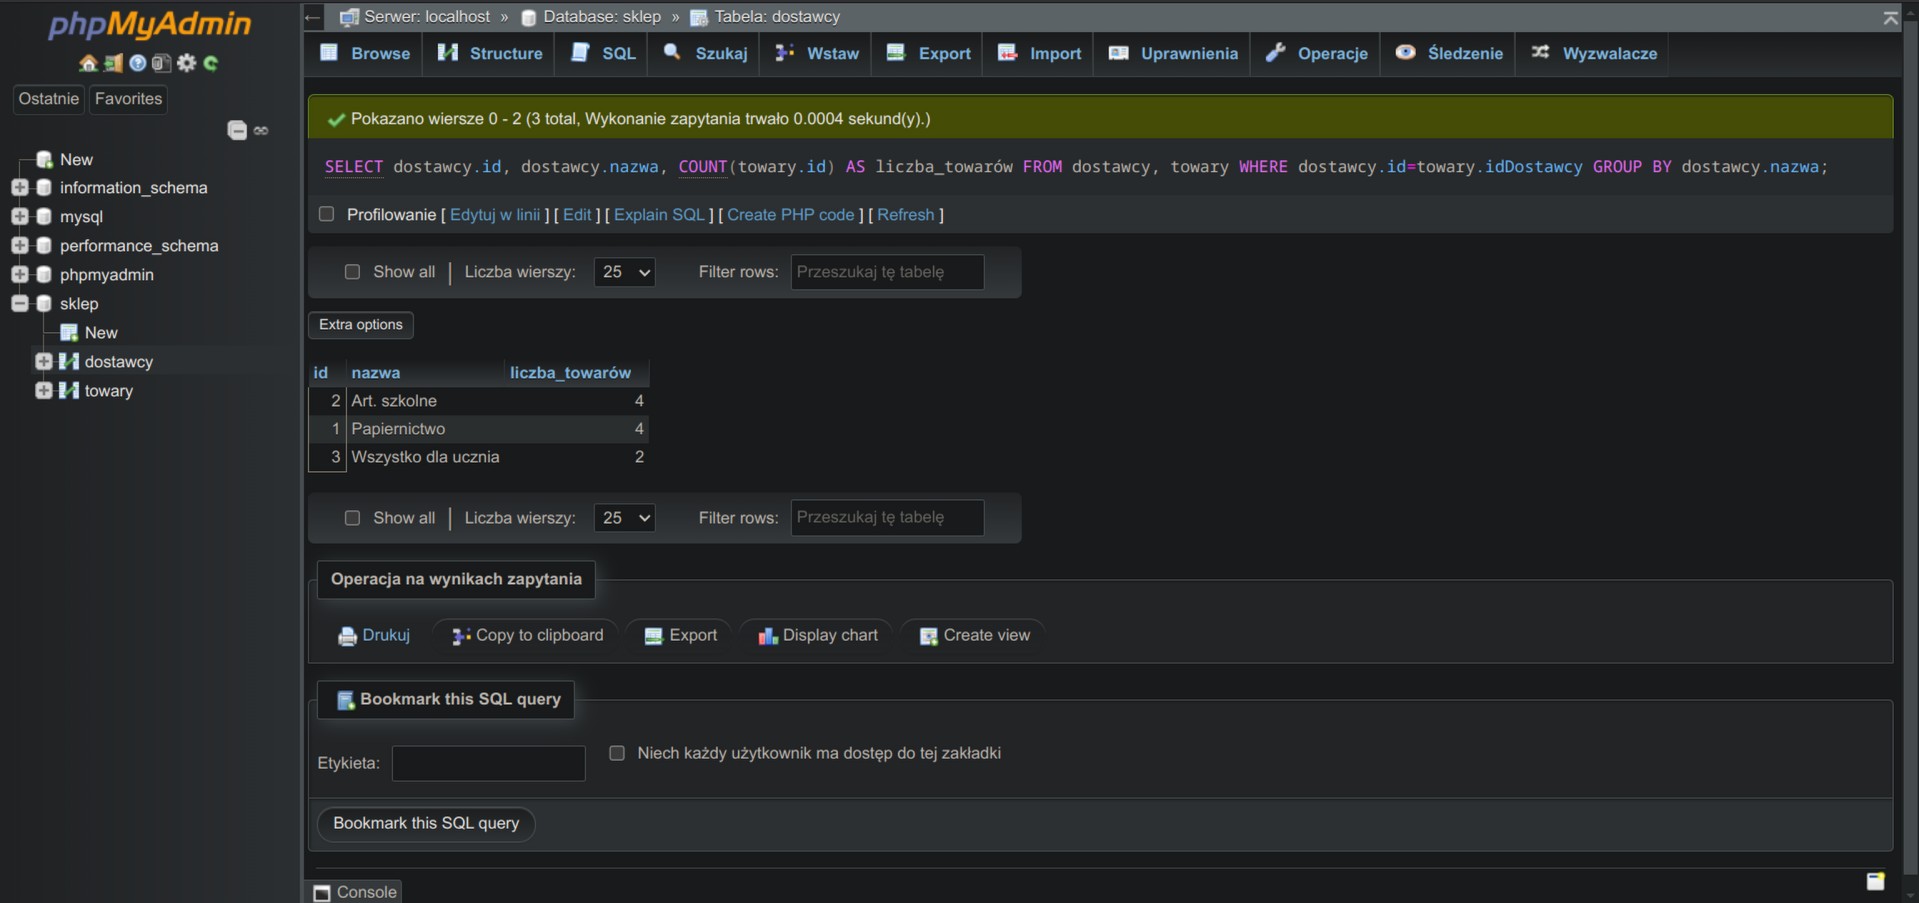 phpMyAdmin
Ostatnie Favorites
New
information_schema
mysql
performance_schema
phpmyadmin
sklep
New
dostawcy
towary
Serwer: localhost » Database: sklep » Tabela: dostawcy
Browse Structure SQL Szukaj Wstaw Export Import Uprawnienia Operacje Śledzenie Wyzwalacze
Pokazano wiersze 0 - 2 (3 total, Wykonanie zapytania trwało 0.0004 sekund(y).)
SELECT dostawcy.id, dostawcy.nazwa, COUNT(towary.id) AS liczba_towarów FROM dostawcy, towary WHERE dostawcy.id=towary.idDostawcy GROUP BY dostawcy.nazwa;
Profilowanie [ Edytuj w linii ] [ Edit ] [ Explain SQL ] [ Create PHP code ] [ Refresh ]
Show all | Liczba wierszy: 25 Filter rows: Przeszukaj tę tabelę
Extra options
id nazwa liczba_towarów
2 Art. szkolne 4
1 Papiernictwo 4
3 Wszystko dla ucznia 2
Show all | Liczba wierszy: 25 Filter rows: Przeszukaj tę tabelę
Operacja na wynikach zapytania
Drukuj Copy to clipboard Export Display chart Create view
Bookmark this SQL query
Etykieta: Niech każdy użytkownik ma dostęp do tej zakładki
Bookmark this SQL query
Console